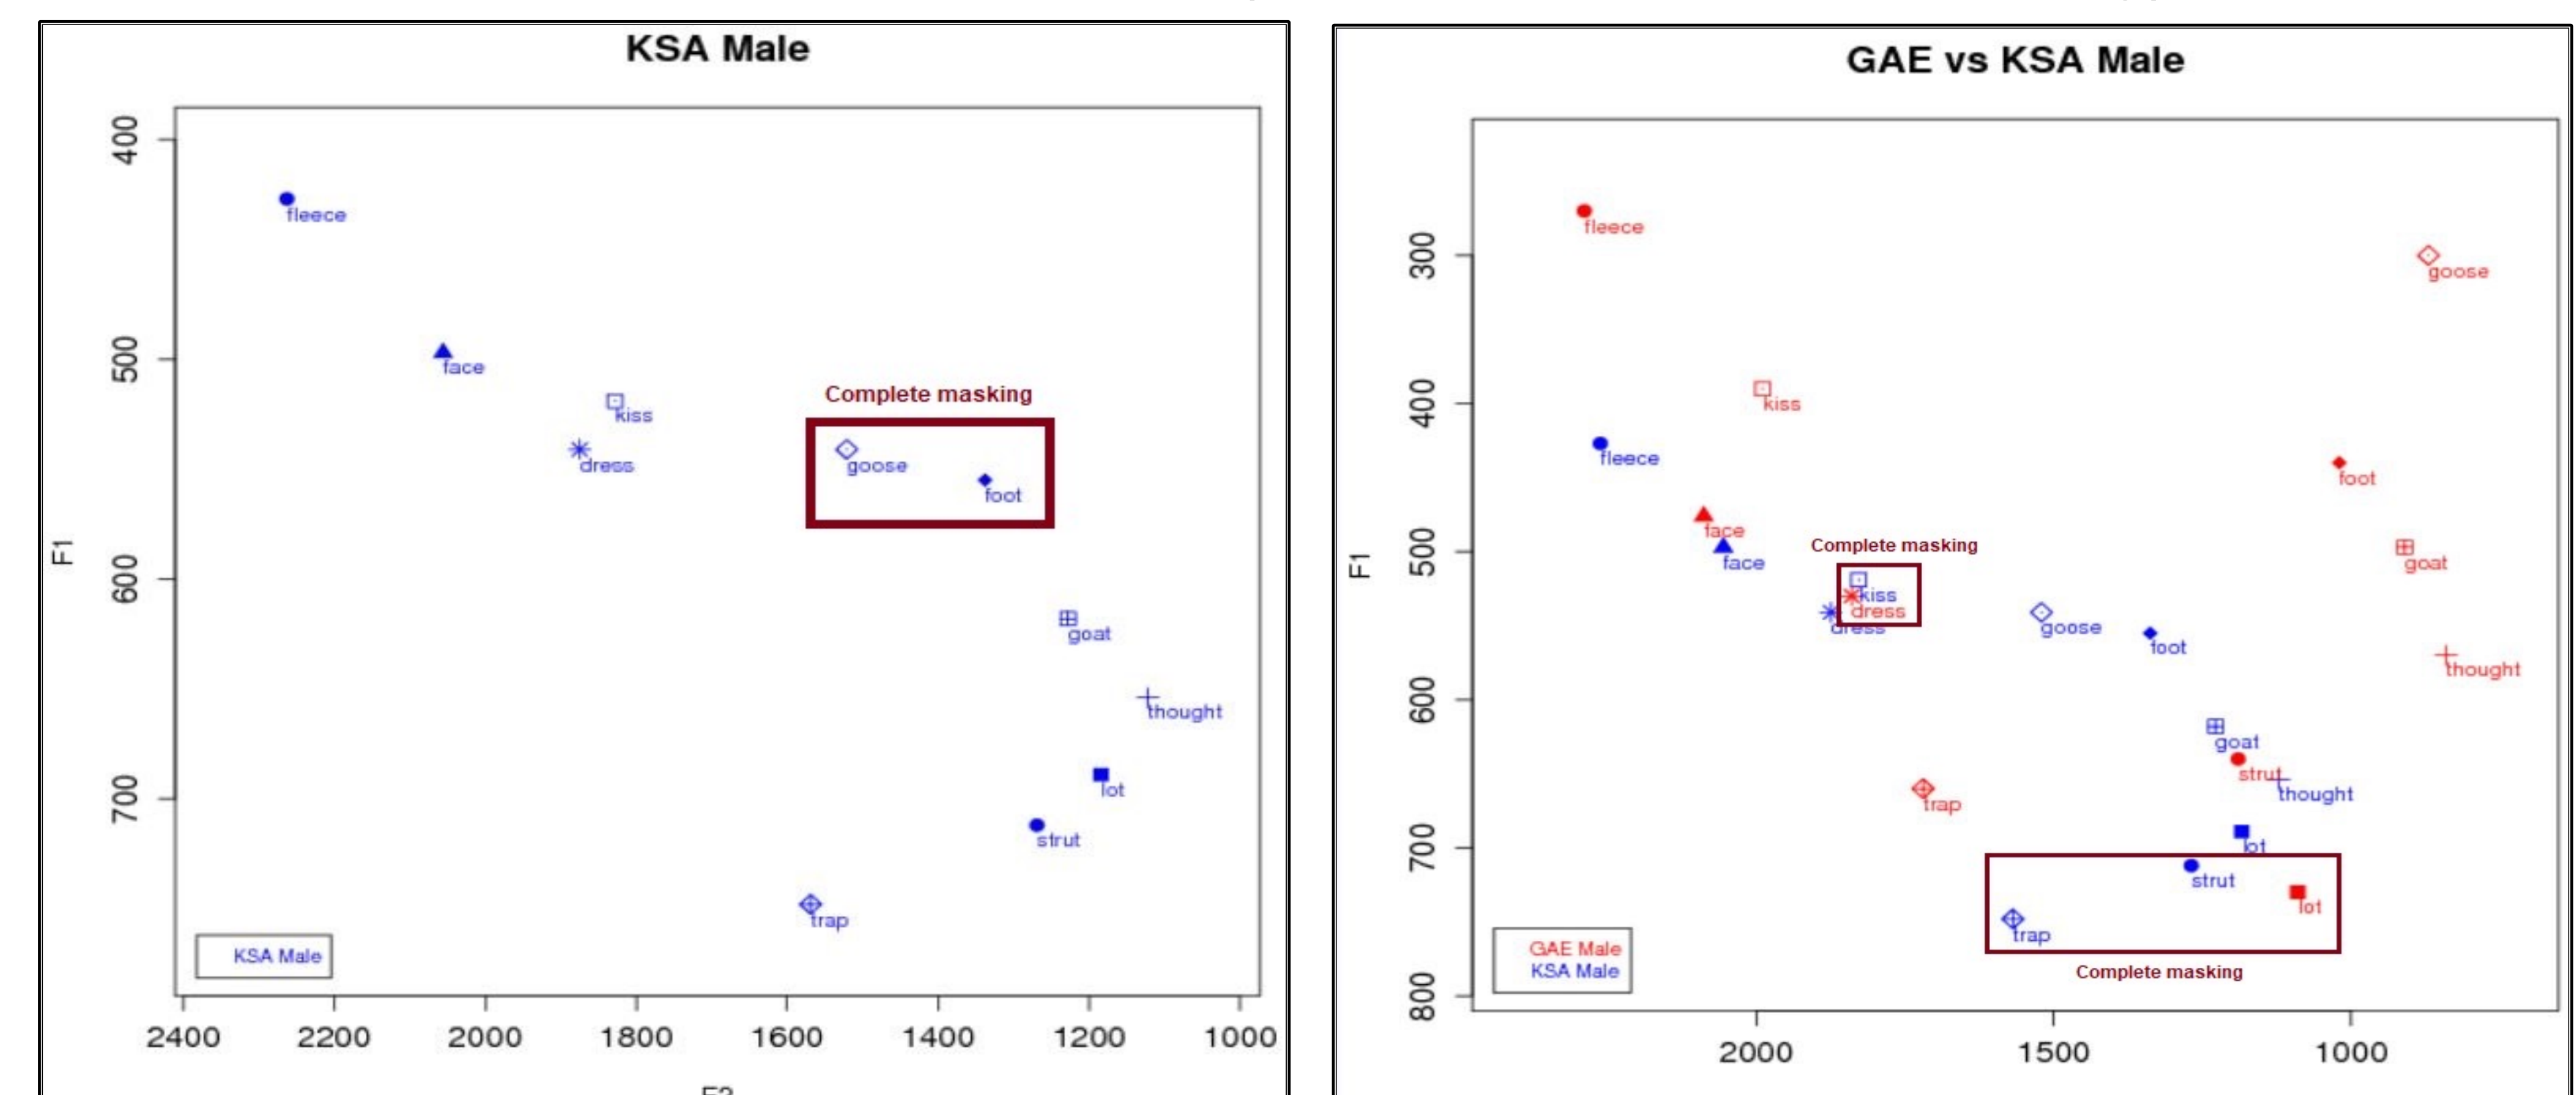 KSA Male
400
fleece
500
face
Complete masking
kiss
dress
goose
foot
F1
600
goat
thought
700
lot
strut
trap
KSA Male
2400 2200 2000 1800 1600 1400 1200 1000
GAE vs KSA Male
fleece
300
goose
400
kiss
fleece
foot
face
500
Complete masking
face
goat
F1
kiss
dress
dress
goose
foot
thought
600
goat
strut
trap
thought
700
lot
strut
lot
trap
GAE Male
KSA Male
Complete masking
800
2000 1500 1000